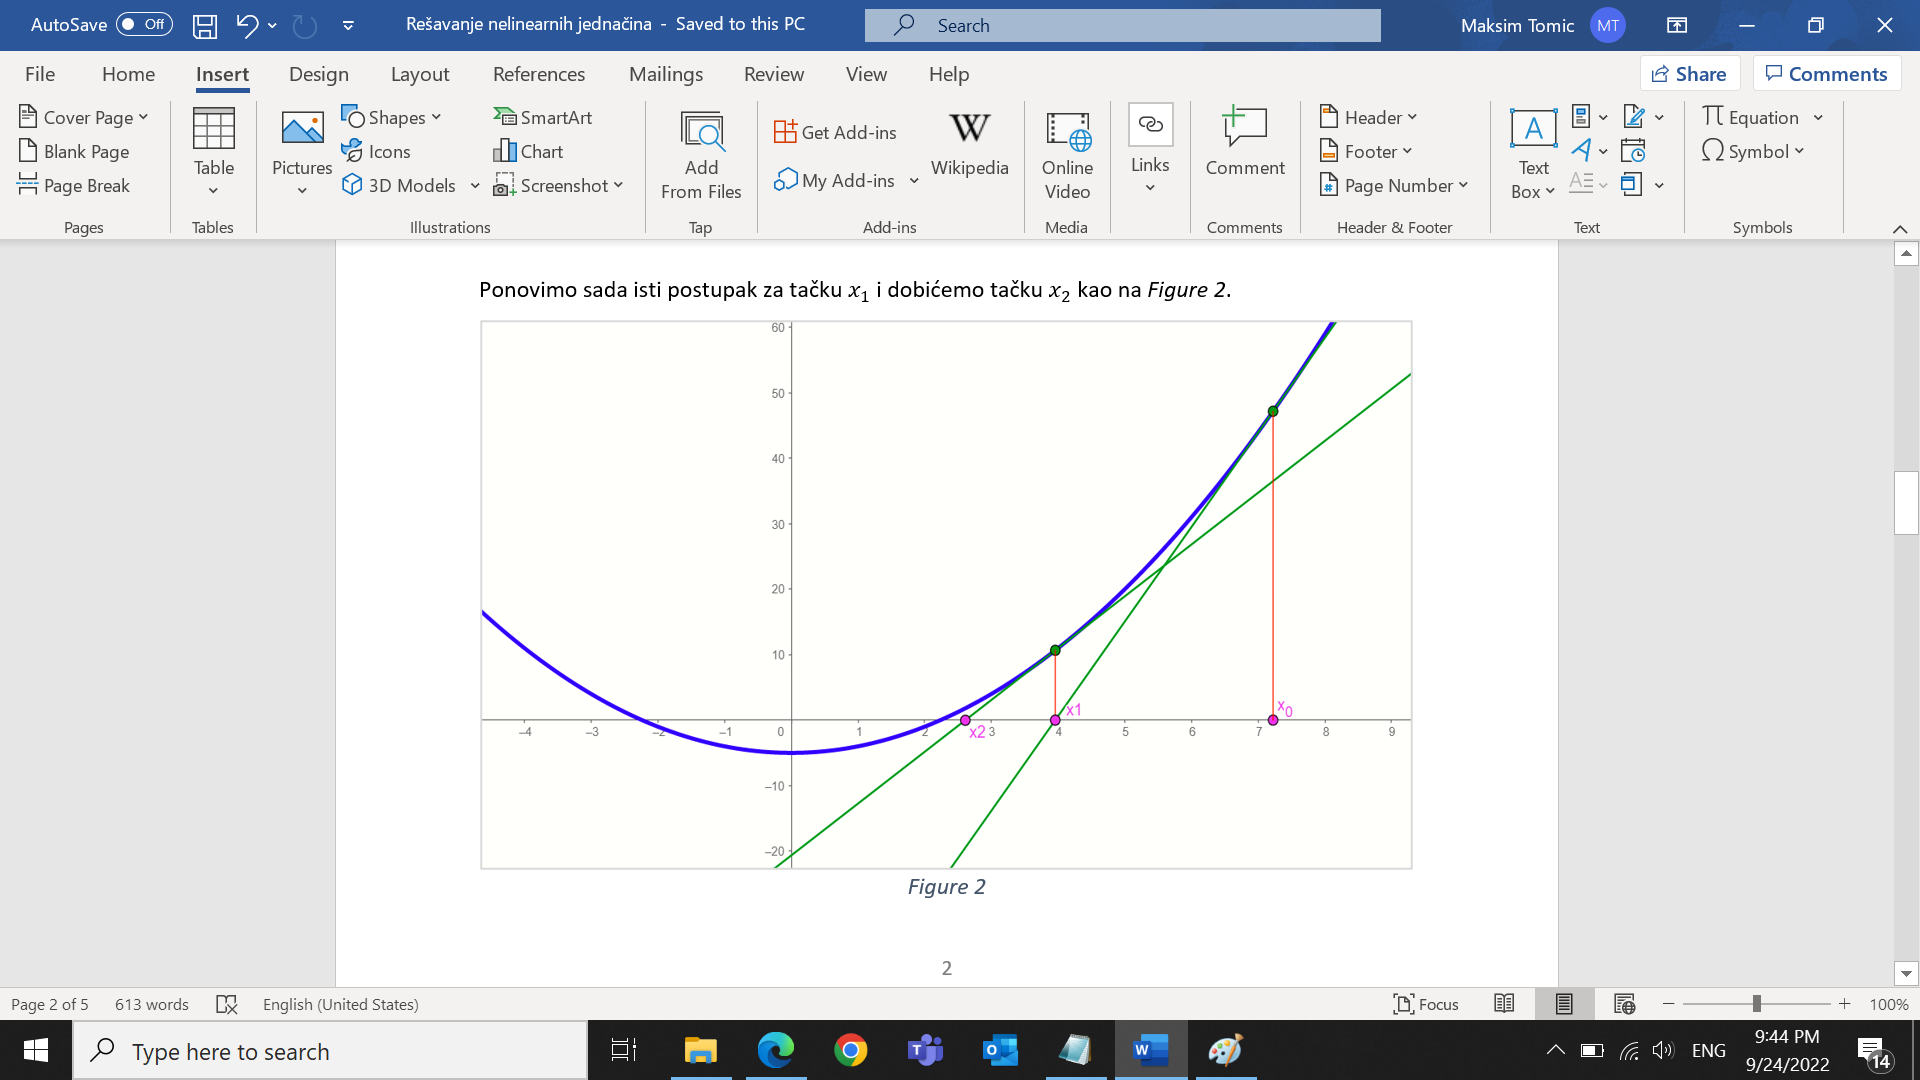 AutoSave Off
Rešavanje nelinearnih jednačina - Saved to this PC
Search
Maksim Tomic MT
File Home Insert Design Layout References Mailings Review View Help
Share Comments
Cover Page
Blank Page
Page Break
Pages
Table
Tables
Pictures
Shapes
Icons
3D Models
SmartArt
Chart
Screenshot
Illustrations
Add
From Files
Tap
Get Add-ins
My Add-ins
W
Wikipedia
Add-ins
Online
Video
Media
Links
Comment
Comments
Header
Footer
# Page Number
Header & Footer
A
Text
Box
Text
π Equation
Ω Symbol
Symbols
Ponovimo sada isti postupak za tačku x₁ i dobićemo tačku x₂ kao na Figure 2.
60
50
40
30
20
10
x1
x₀
–4 –3 –2 –1 0 1 2 3 4 5 6 7 8 9
x2
–10
–20
Figure 2
2
Page 2 of 5 613 words English (United States)
Focus
100%
Type here to search
T
O
W
ENG
9:44 PM
9/24/2022
14